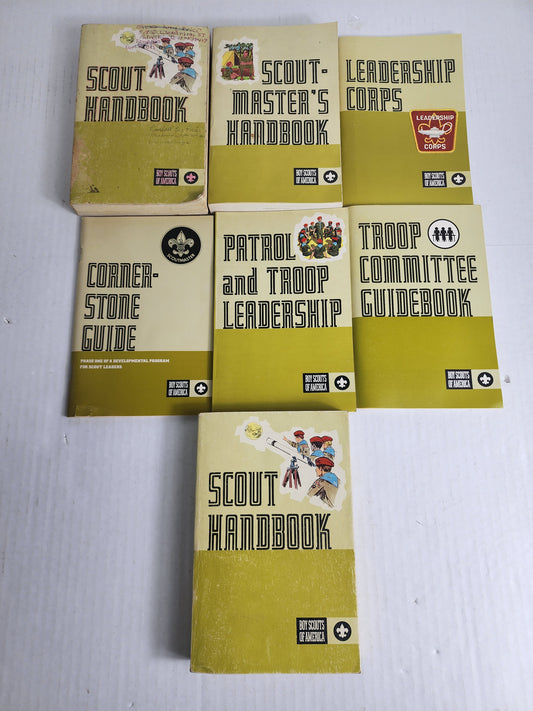 SCOUT
HANDBOOK
BOY SCOUTS
OF AMERICA
SCOUT-
MASTER'S
HANDBOOK
BOY SCOUTS
OF AMERICA
LEADERSHIP
CORPS
LEADERSHIP
CORPS
BOY SCOUTS
OF AMERICA
SCOUTMASTER
CORNER-
STONE
GUIDE
PHASE ONE OF A DEVELOPMENTAL PROGRAM
FOR SCOUT LEADERS
BOY SCOUTS
OF AMERICA
PATROL
and TROOP
LEADERSHIP
BOY SCOUTS
OF AMERICA
TROOP
COMMITTEE
GUIDEBOOK
BOY SCOUTS
OF AMERICA
SCOUT
HANDBOOK
BOY SCOUTS
OF AMERICA